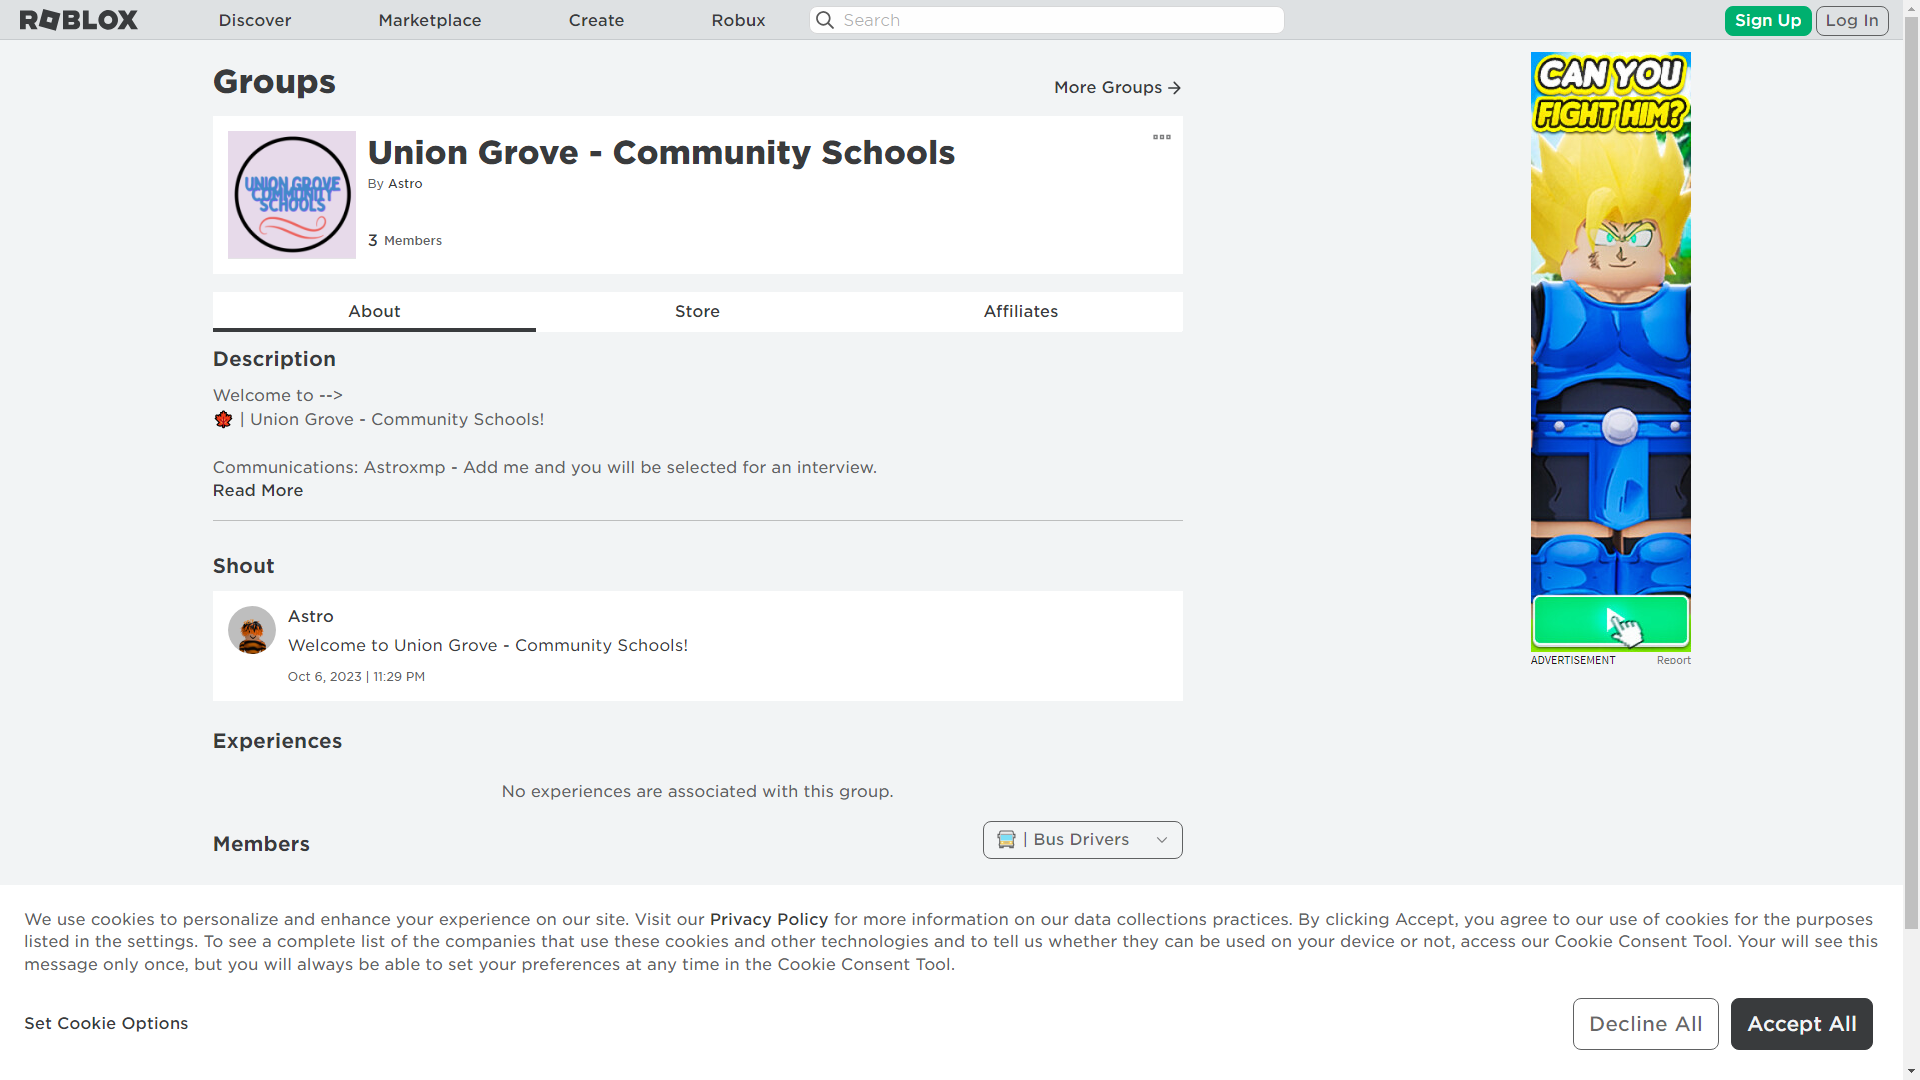 ROBLOX
Discover
Marketplace
Create
Robux
Search
Sign Up
Log In
Groups
More Groups
UNION GROVE
COMMUNITY
SCHOOLS
Union Grove - Community Schools
By Astro
3 Members
About
Store
Affiliates
Description
Welcome to -->
🍁 | Union Grove - Community Schools!
Communications: Astroxmp - Add me and you will be selected for an interview.
Read More
Shout
Astro
Welcome to Union Grove - Community Schools!
Oct 6, 2023 | 11:29 PM
Experiences
No experiences are associated with this group.
Members
🚍 | Bus Drivers
CAN YOU
FIGHT HIM?
ADVERTISEMENT
Report
We use cookies to personalize and enhance your experience on our site. Visit our Privacy Policy for more information on our data collections practices. By clicking Accept, you agree to our use of cookies for the purposes
listed in the settings. To see a complete list of the companies that use these cookies and other technologies and to tell us whether they can be used on your device or not, access our Cookie Consent Tool. Your will see this
message only once, but you will always be able to set your preferences at any time in the Cookie Consent Tool.
Set Cookie Options
Decline All
Accept All